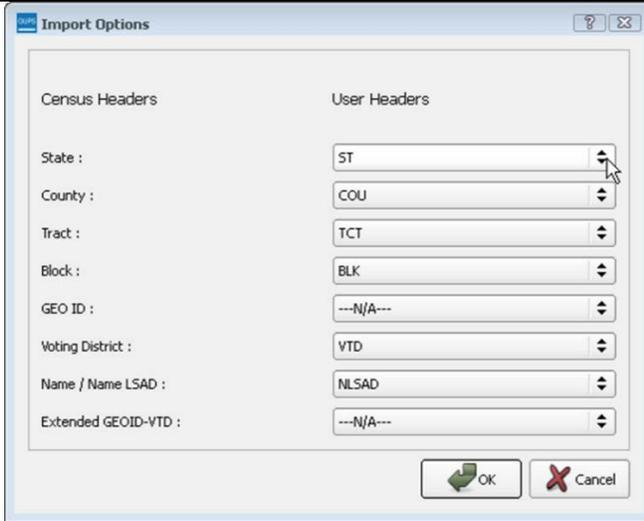 GUPS Import Options
Census Headers User Headers
State : ST
County : COU
Tract : TCT
Block : BLK
GEO ID : ---N/A---
Voting District : VTD
Name / Name LSAD : NLSAD
Extended GEOID-VTD : ---N/A---
OK Cancel